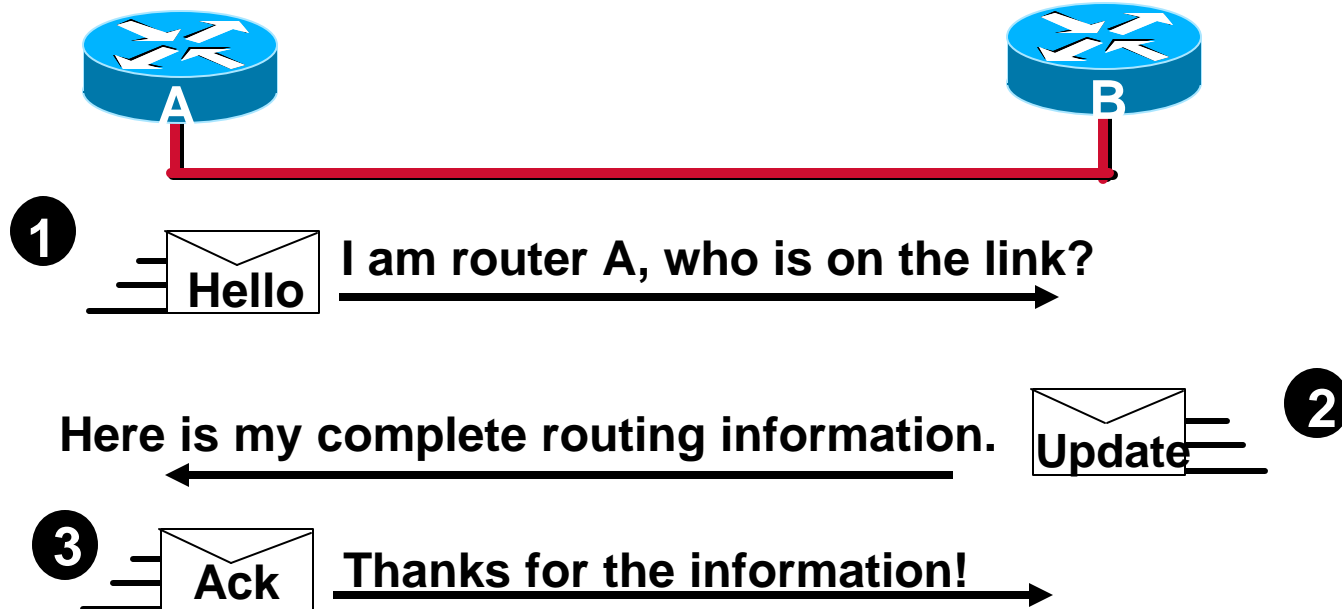 A
B
1
I am router A, who is on the link?
Hello
2
Here is my complete routing information.
Update
3
Thanks for the information!
Ack